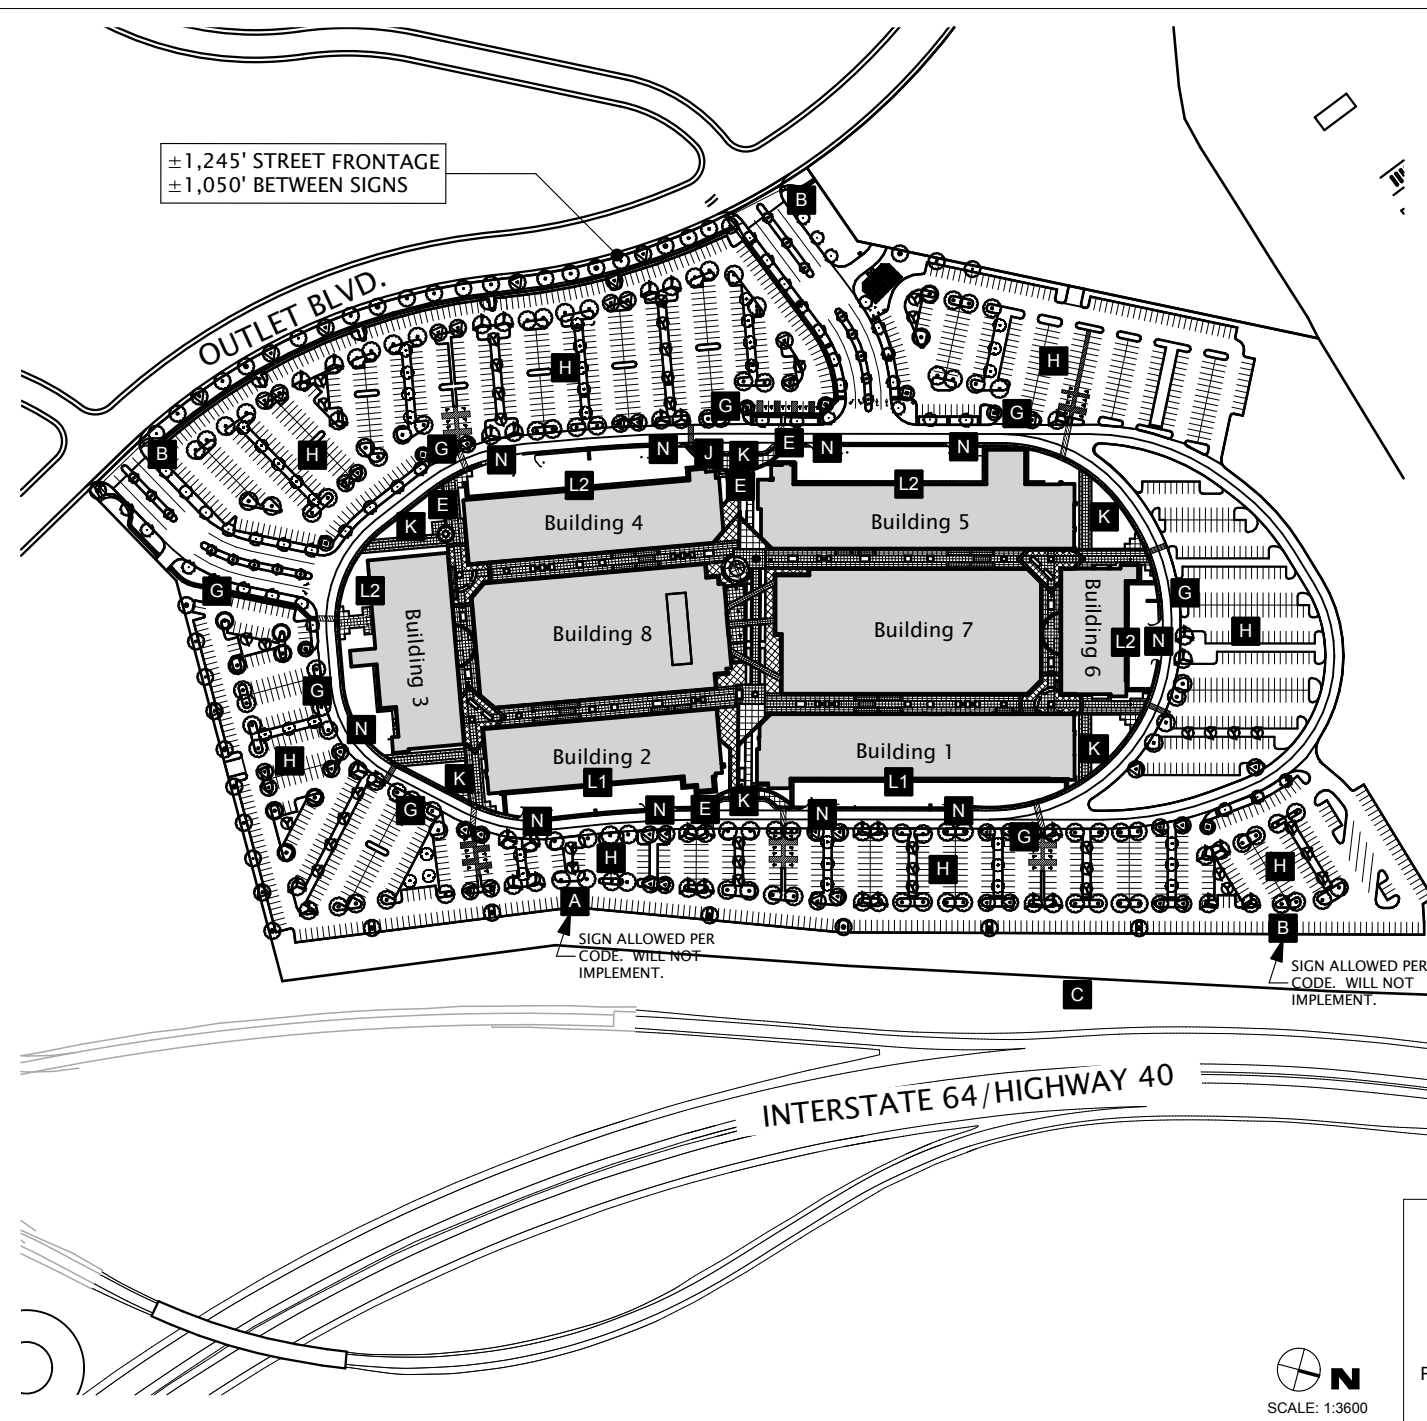 ±1,245' STREET FRONTAGE
±1,050' BETWEEN SIGNS
B
OUTLET BLVD.
H
H
G
G
B
H
G
E
N
N
J
K
N
N
L2
E
L2
E
K
K
Building 4
Building 5
G
L2
G
Building 3
Building 8
Building 7
Building 6
L2
N
H
G
N
H
K
Building 2
Building 1
K
L1
L1
G
N
N
E
K
N
N
G
H
H
H
A
SIGN ALLOWED PER
CODE. WILL NOT
IMPLEMENT.
B
SIGN ALLOWED PER
CODE. WILL NOT
IMPLEMENT.
C
INTERSTATE 64/HIGHWAY 40
N
SCALE: 1:3600